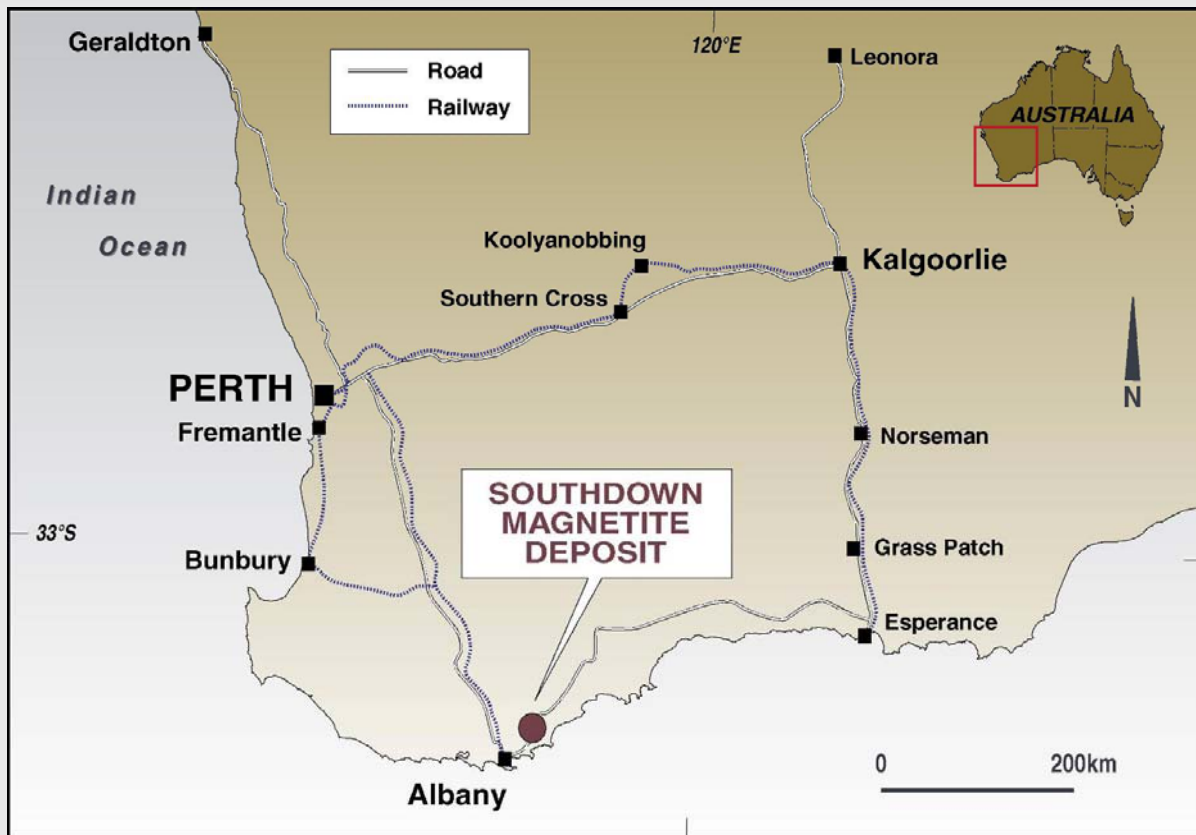 Geraldton
120°E
Leonora
Road
Railway
AUSTRALIA
Indian
Ocean
Koolyanobbing
Kalgoorlie
Southern Cross
PERTH
Fremantle
N
Norseman
SOUTHDOWN
MAGNETITE
DEPOSIT
33°S
Bunbury
Grass Patch
Esperance
Albany
0
200km